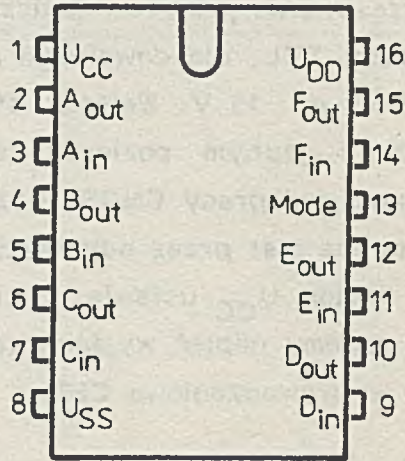 1 UCC UDD 16
2 Aout Fout 15
3 Ain Fin 14
4 Bout Mode 13
5 Bin Eout 12
6 Cout Ein 11
7 Cin Dout 10
8 USS Din 9